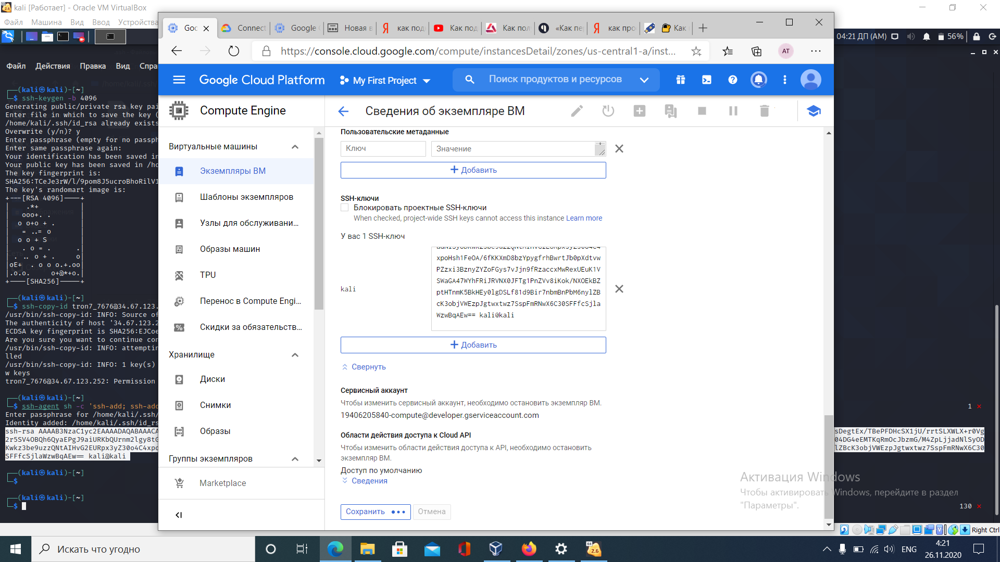 kali [Работает] - Oracle VM VirtualBox
Файл Машина Вид Ввод Устройства
04:21 ДП (AM) 56%
Goo
Connect
Google
Новая в
как под
Как под
Как пол
«Как пе
как про
Как
https://console.cloud.google.com/compute/instancesDetail/zones/us-central1-a/inst...
AT
Google Cloud Platform
My First Project
Поиск продуктов и ресурсов
Compute Engine
Сведения об экземпляре ВМ
Виртуальные машины
Экземпляры ВМ
Шаблоны экземпляров
Узлы для обслуживани...
Образы машин
TPU
Перенос в Compute Engi...
Скидки за обязательств...
Хранилище
Диски
Снимки
Образы
Группы экземпляров
Marketplace
Пользовательские метаданные
Ключ
Значение
+ Добавить
SSH-ключи
Блокировать проектные SSH-ключи
When checked, project-wide SSH keys cannot access this instance Learn more
У вас 1 SSH-ключ
kali
xpoHsh1FeOA/6fKKXmD8bzYpygfrhBwrtJb0pXdtvw
PZzxi3BznyZYZoFGys7vJjn9fRzaccxMwRexUEuK1V
SWaGA47WYhFRiJRVNX0JFTg1PnZVv8iKok/NXOEkBZ
ptHTnmK5BkHEy0lgDSLf81d9Bir7nbmBnPbM6nylZB
cK3objVWEzpJgtwxtwz7SspFmRNwX6C30SFFfcSjla
WzwBqAEw== kali@kali
+ Добавить
Свернуть
Сервисный аккаунт
Чтобы изменить сервисный аккаунт, необходимо остановить экземпляр ВМ.
19406205840-compute@developer.gserviceaccount.com
Области действия доступа к Cloud API
Чтобы изменить области действия доступа к API, необходимо остановить
экземпляр ВМ.
Доступ по умолчанию
Сведения
Сохранить
Отмена
Файл Действия Правка Вид Спра
(kali㉿kali)-[~]
$ ssh-keygen -b 4096
Generating public/private rsa key pai
Enter file in which to save the key (
/home/kali/.ssh/id_rsa already exists
Overwrite (y/n)? y
Enter passphrase (empty for no passph
Enter same passphrase again:
Your identification has been saved in
Your public key has been saved in /ho
The key fingerprint is:
SHA256:TCeJe3rW/l/9pom8J5ucroBhoRilV1
The key's randomart image is:
+---[RSA 4096]----+
|    .*+          |
|   ooo+. .       |
|  o o+o + .      |
|   = ..= o       |
|  o o + S        |
|   . o = .      .|
| . .. o + .     o|
|oE+  . o o o.+.oo|
|.o.o.     o+@*+o.|
+----[SHA256]-----+
(kali㉿kali)-[~]
$ ssh-copy-id tron7_7676@34.67.123.
/usr/bin/ssh-copy-id: INFO: Source of
The authenticity of host '34.67.123.2
ECDSA key fingerprint is SHA256:EJCoe
Are you sure you want to continue con
/usr/bin/ssh-copy-id: INFO: attemptin
lled
/usr/bin/ssh-copy-id: INFO: 1 key(s)
w keys
tron7_7676@34.67.123.252: Permission
(kali㉿kali)-[~]
$ ssh-agent sh -c 'ssh-add; ssh-add
1
Enter passphrase for /home/kali/.ssh/
Identity added: /home/kali/.ssh/id_rs
ssh-rsa AAAAB3NzaC1yc2EAAAADAQABAAACA
sDegtEx/TBePFDHcSX1jU/rrtSLXWLX+r0Vg
2r5SV4OBQh6QyaEPgJ9aiURKbQUrnm2lgy8tG
04DG4eEMTKqRmOcJbzmG/M4ZpLjjadNlSyOD
Kwkz3be9uzzQNtAIHvG2EURpx3yZ30o4C4xpo
lZBcK3objVWEzpJgtwxtwz7SspFmRNwX6C30
SFFfcSjlaWzwBqAEw== kali@kali
(kali㉿kali)-[~]
$
(kali㉿kali)-[~]
$
130
Активация Windows
Чтобы активировать Windows, перейдите в раздел
"Параметры".
Right Ctrl
Искать что угодно
64
2.6
ENG
4:21
26.11.2020